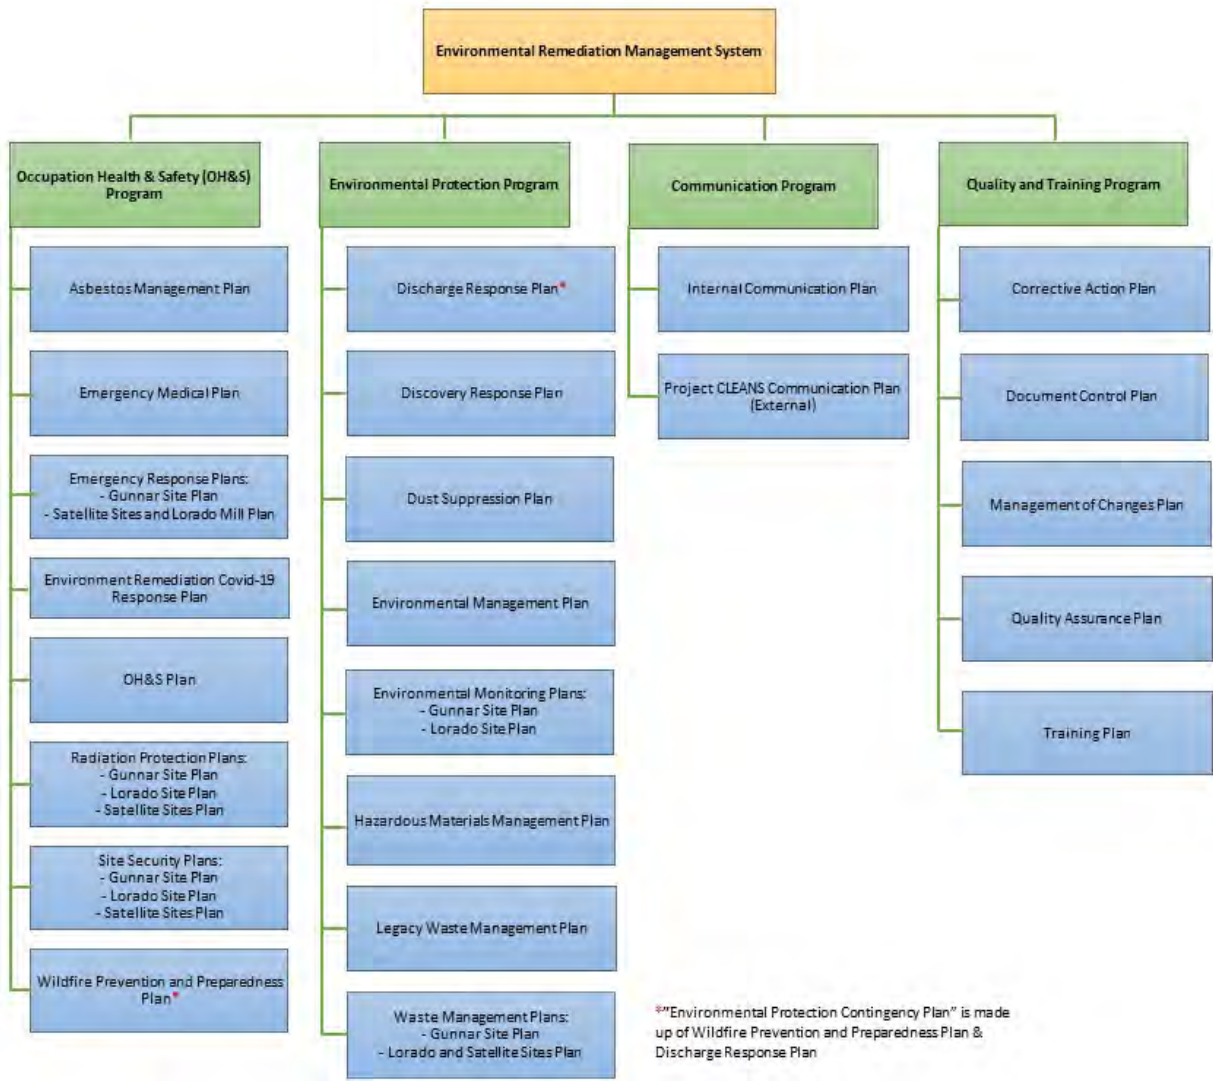 Environmental Remediation Management System
Occupation Health & Safety (OH&S)
Program
Asbestos Management Plan
Emergency Medical Plan
Emergency Response Plans:
- Gunnar Site Plan
- Satellite Sites and Lorado Mill Plan
Environment Remediation Covid-19
Response Plan
OH&S Plan
Radiation Protection Plans:
- Gunnar Site Plan
- Lorado Site Plan
- Satellite Sites Plan
Site Security Plans:
- Gunnar Site Plan
- Lorado Site Plan
- Satellite Sites Plan
Wildfire Prevention and Preparedness
Plan*
Environmental Protection Program
Discharge Response Plan*
Discovery Response Plan
Dust Suppression Plan
Environmental Management Plan
Environmental Monitoring Plans:
- Gunnar Site Plan
- Lorado Site Plan
Hazardous Materials Management Plan
Legacy Waste Management Plan
Waste Management Plans:
- Gunnar Site Plan
- Lorado and Satellite Sites Plan
Communication Program
Internal Communication Plan
Project CLEANS Communication Plan
(External)
Quality and Training Program
Corrective Action Plan
Document Control Plan
Management of Changes Plan
Quality Assurance Plan
Training Plan
*"Environmental Protection Contingency Plan" is made
up of Wildfire Prevention and Preparedness Plan &
Discharge Response Plan